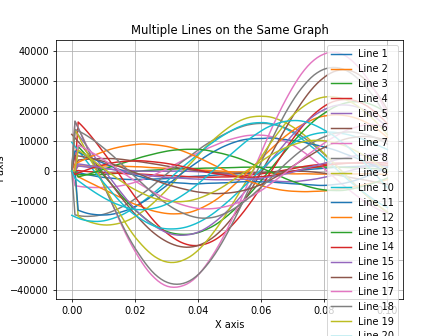 Multiple Lines on the Same Graph
40000
30000
20000
10000
0
−10000
−20000
−30000
−40000
0.00
0.02
0.04
0.06
X axis
Line 1
Line 2
Line 3
Line 4
Line 5
Line 6
Line 7
Line 8
Line 9
Line 10
Line 11
Line 12
Line 13
Line 14
Line 15
Line 16
Line 17
Line 18
Line 19
Line 20